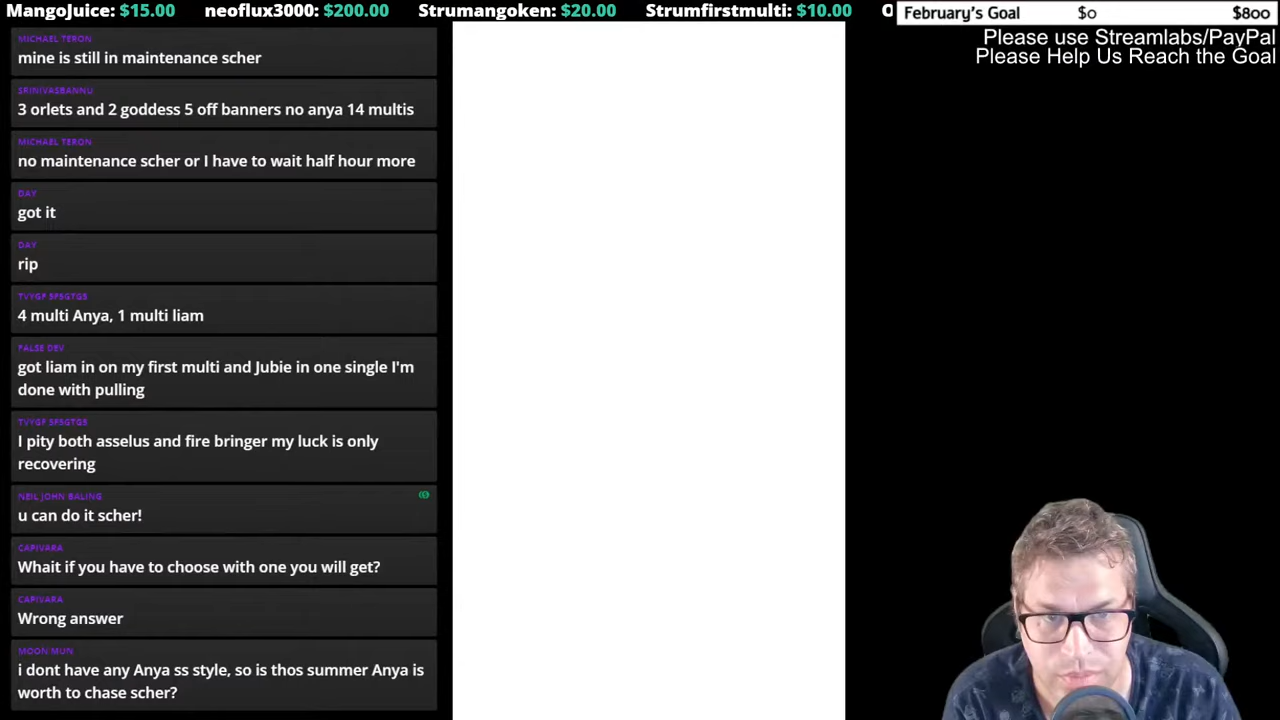 MangoJuice: $15.00 neoflux3000: $200.00 Strumangoken: $20.00 Strumfirstmulti: $10.00
February's Goal $0 $800
Please use Streamlabs/PayPal
Please Help Us Reach the Goal
MICHAEL TERON
mine is still in maintenance scher
SRINIVASBANNU
3 orlets and 2 goddess 5 off banners no anya 14 multis
MICHAEL TERON
no maintenance scher or I have to wait half hour more
DAY
got it
DAY
rip
TVYGF SFSGTGS
4 multi Anya, 1 multi liam
FALSE DEV
got liam in on my first multi and Jubie in one single I'm
done with pulling
TVYGF SFSGTGS
I pity both asselus and fire bringer my luck is only
recovering
NEIL JOHN BALING
u can do it scher!
CAPIVARA
Whait if you have to choose with one you will get?
CAPIVARA
Wrong answer
MOON MUN
i dont have any Anya ss style, so is thos summer Anya is
worth to chase scher?